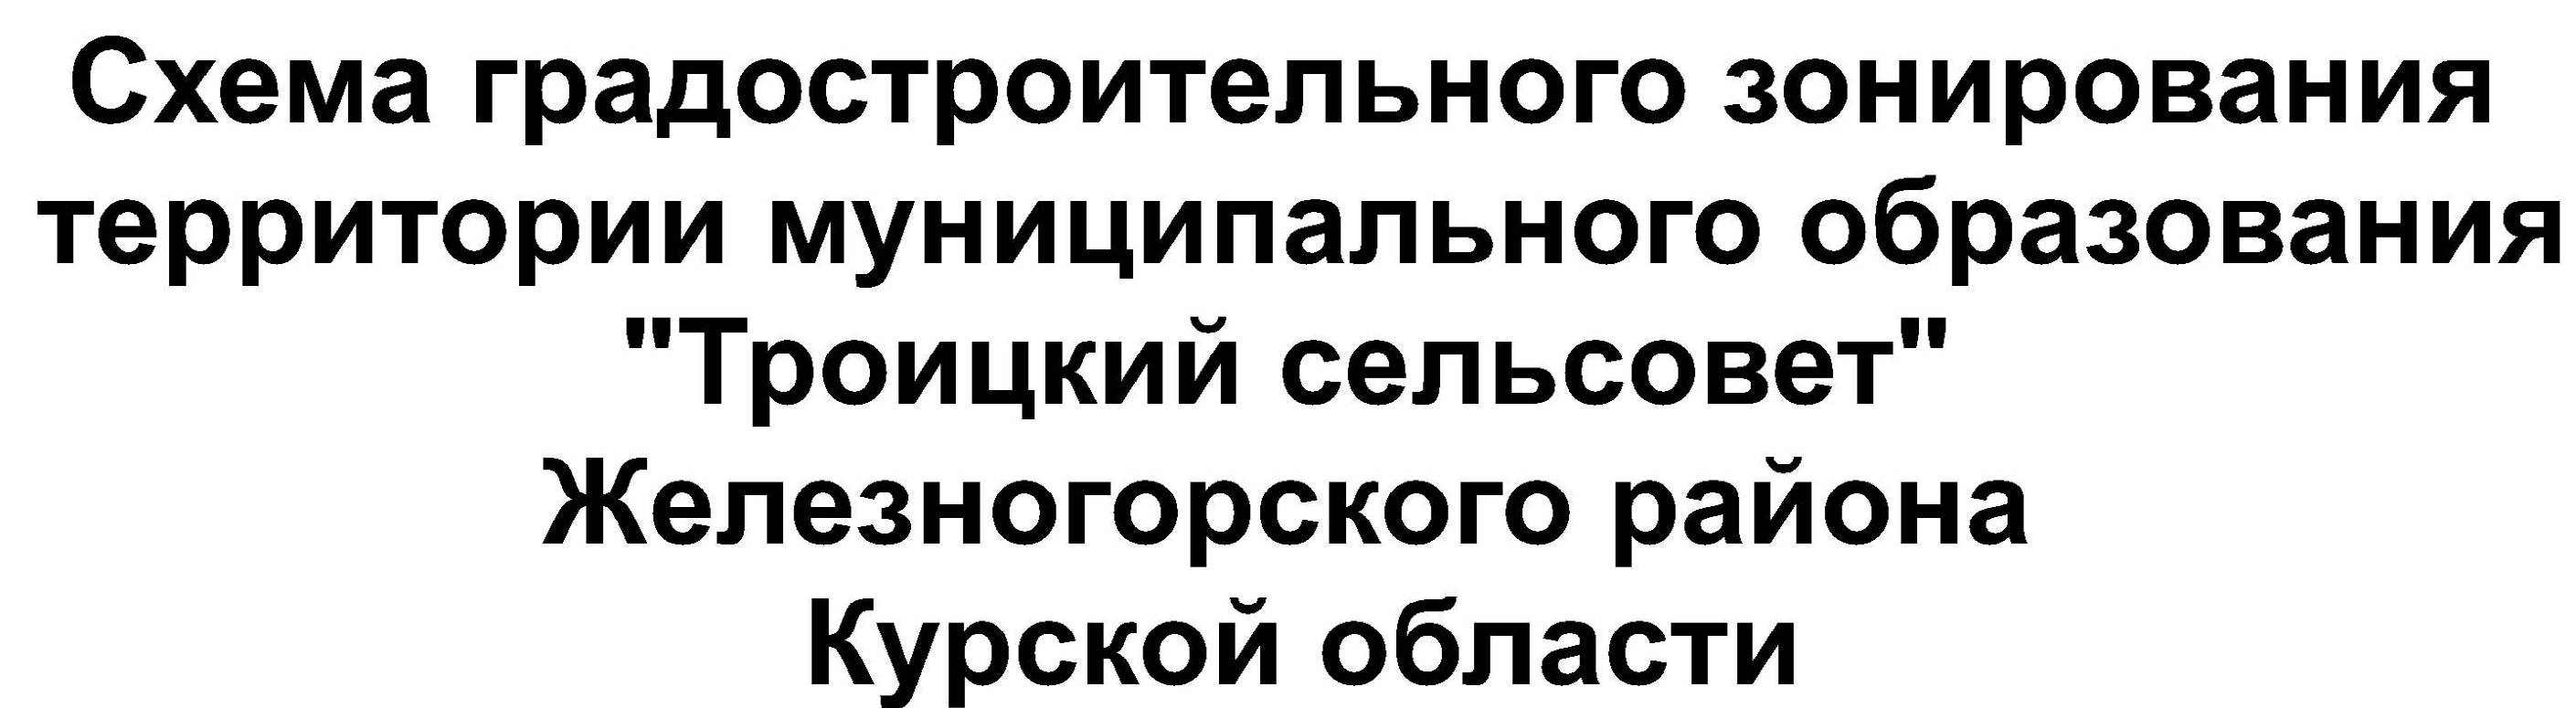 Схема градостроительного зонирования
территории муниципального образования
"Троицкий сельсовет"
Железногорского района
Курской области